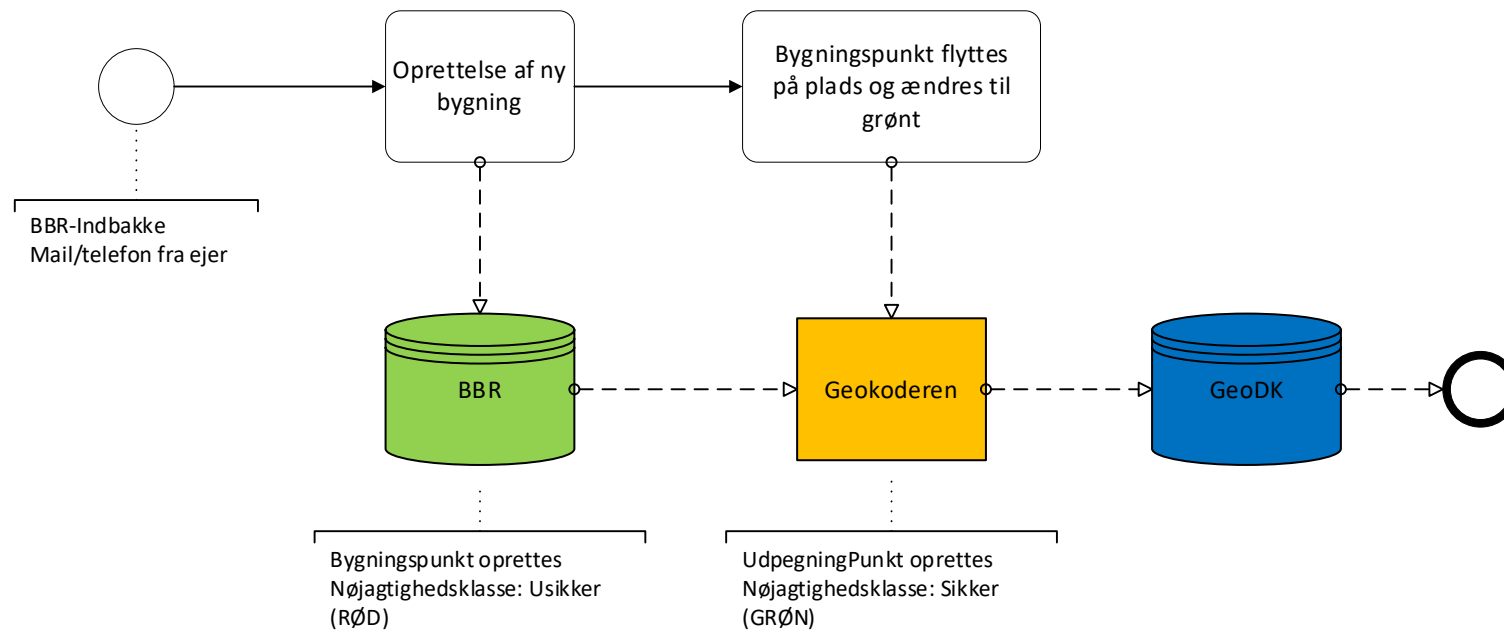 Oprettelse af ny
bygning
Bygningspunkt flyttes
på plads og ændres til
grønt
BBR-Indbakke
Mail/telefon fra ejer
BBR
Geokoderen
GeoDK
Bygningspunkt oprettes
Nøjagtighedsklasse: Usikker
(RØD)
UdpegningPunkt oprettes
Nøjagtighedsklasse: Sikker
(GRØN)